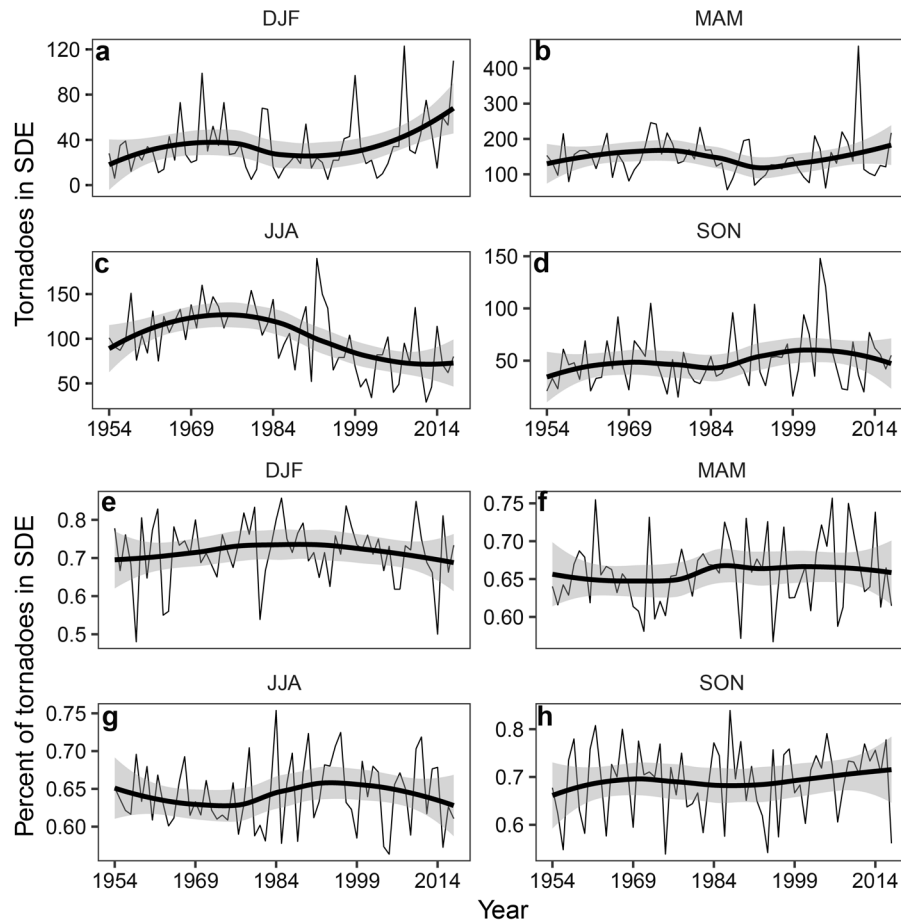 DJF MAM
a b
120
80
40
0
400
300
200
100
Tornadoes in SDE
JJA SON
c d
150
100
50
150
100
50
1954 1969 1984 1999 2014 1954 1969 1984 1999 2014
DJF MAM
e f
0.8
0.7
0.6
0.5
0.75
0.70
0.65
0.60
Percent of tornadoes in SDE
JJA SON
g h
0.75
0.70
0.65
0.60
0.8
0.7
0.6
1954 1969 1984 1999 2014 1954 1969 1984 1999 2014
Year